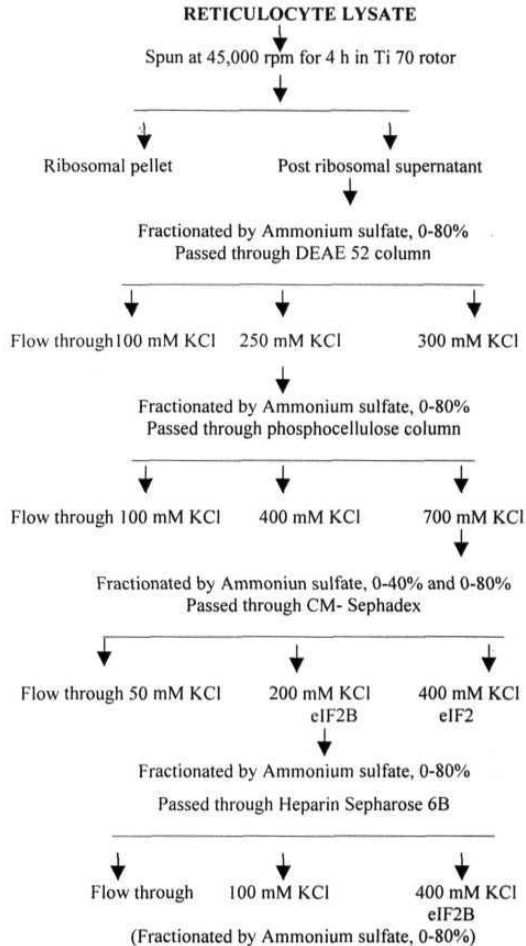 RETICULOCYTE LYSATE
Spun at 45,000 rpm for 4 h in Ti 70 rotor
Ribosomal pellet Post ribosomal supernatant
Fractionated by Ammonium sulfate, 0-80%
Passed through DEAE 52 column
Flow through 100 mM KCl 250 mM KCl 300 mM KCl
Fractionated by Ammonium sulfate, 0-80%
Passed through phosphocellulose column
Flow through 100 mM KCl 400 mM KCl 700 mM KCl
Fractionated by Ammoniun sulfate, 0-40% and 0-80%
Passed through CM- Sephadex
Flow through 50 mM KCl 200 mM KCl 400 mM KCl
eIF2B eIF2
Fractionated by Ammonium sulfate, 0-80%
Passed through Heparin Sepharose 6B
Flow through 100 mM KCl 400 mM KCl
eIF2B
(Fractionated by Ammonium sulfate, 0-80%)